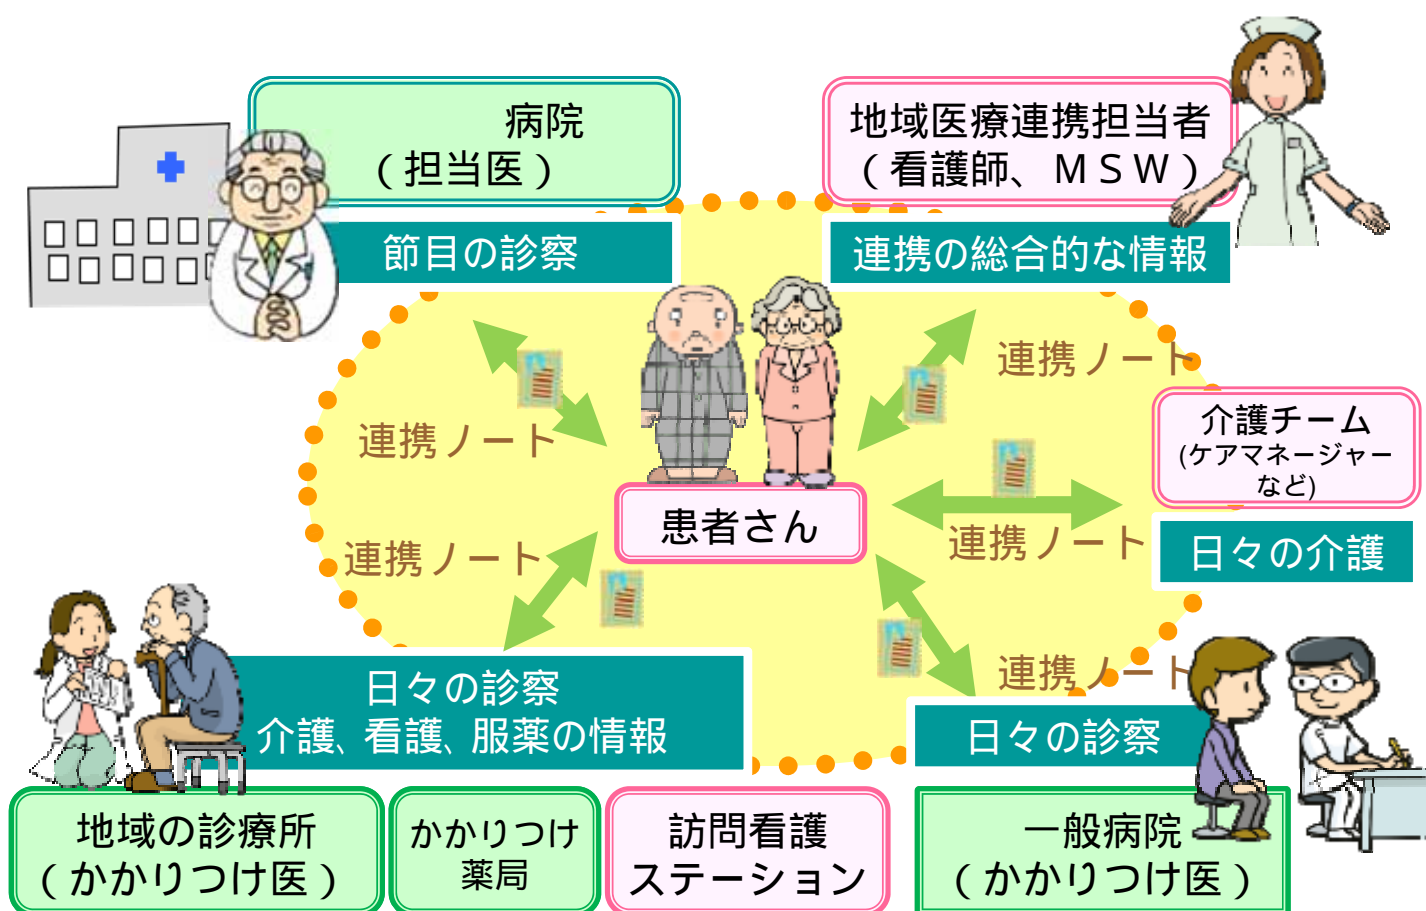 病院
（担当医）
節目の診察
地域医療連携担当者
（看護師、ＭＳＷ）
連携の総合的な情報
連携ノート
連携ノート
介護チーム
(ケアマネージャー
など)
日々の介護
患者さん
連携ノート
連携ノート
連携ノート
日々の診察
介護、看護、服薬の情報
日々の診察
地域の診療所
（かかりつけ医）
かかりつけ
薬局
訪問看護
ステーション
一般病院
（かかりつけ医）